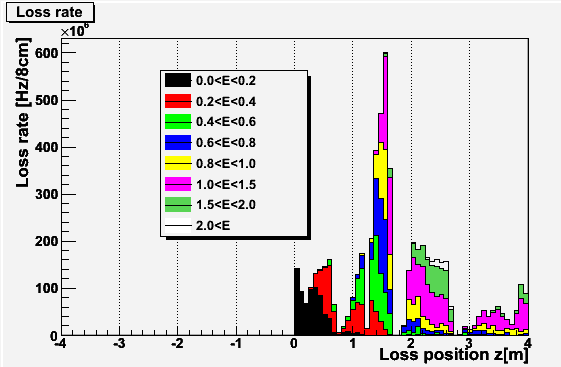 Loss rate
×10⁶
Loss rate [Hz/8cm]
600
500
400
300
200
100
0
0.0<E<0.2
0.2<E<0.4
0.4<E<0.6
0.6<E<0.8
0.8<E<1.0
1.0<E<1.5
1.5<E<2.0
2.0<E
-4 -3 -2 -1 0 1 2 3 4
Loss position z[m]